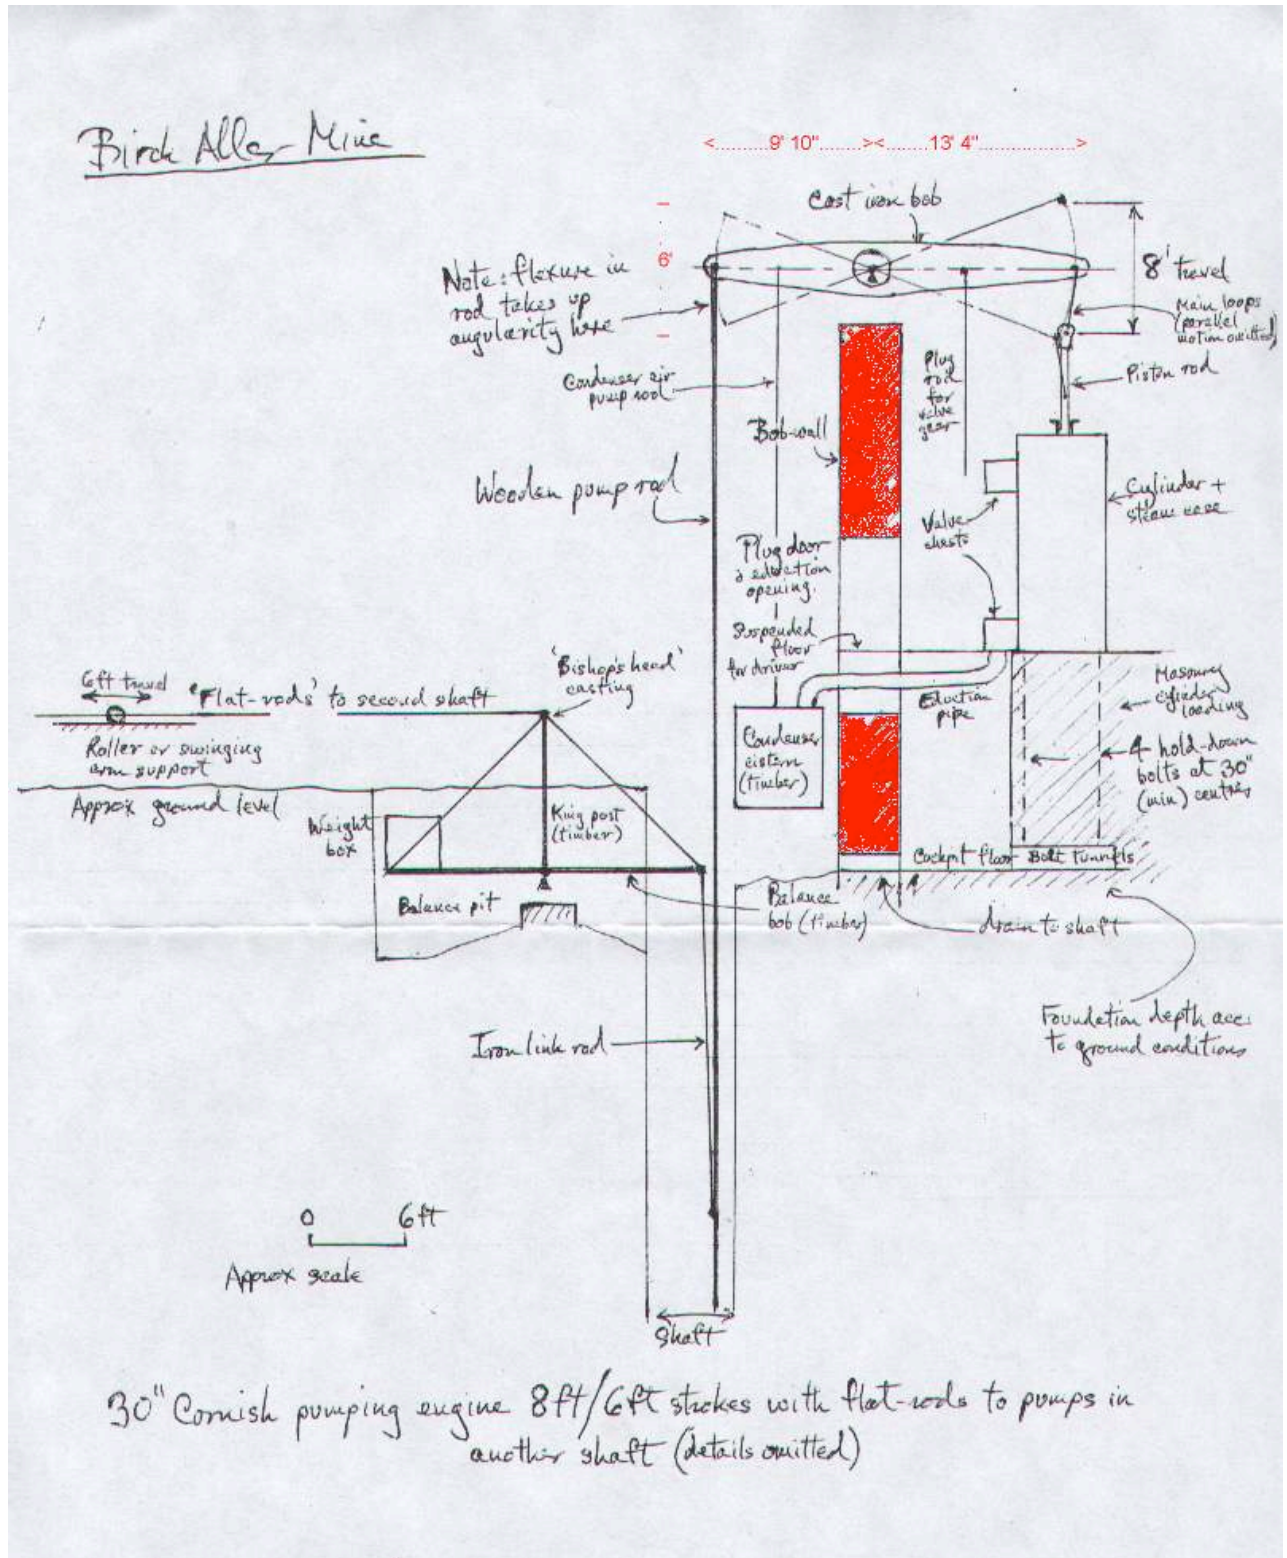 Birch Aller Mine
<.........9' 10"......><.......13' 4"................>
Cast iron bob
6'
8' travel
Note: flexure in
rod takes up
angularity here
Main loops
(parallel
motion omitted)
Condenser air
pump rod
Plug
rod
for
valve
gear
Piston rod
Bob-wall
Wooden pump rod
Cylinder +
steam case
Valve
chests
Plug door
& eduction
opening.
Suspended
floor
for driver
'Bishop's head'
casting
6ft travel
'Flat-rods' to second shaft
Eduction
pipe
Masonry
cylinder
loading
Roller or swinging
arm support
Condenser
cistern
(timber)
4 hold-down
bolts at 30"
(min) centres
Approx ground level
Weight
box
King post
(timber)
Cockpit floor
Bolt Tunnels
Balance pit
Balance
bob (timber)
drain to shaft
Iron link rod
Foundation depth acc.
to ground conditions
0 6ft
Approx scale
Shaft
30" Cornish pumping engine 8ft/6ft strokes with flat-rods to pumps in
another shaft (details omitted)